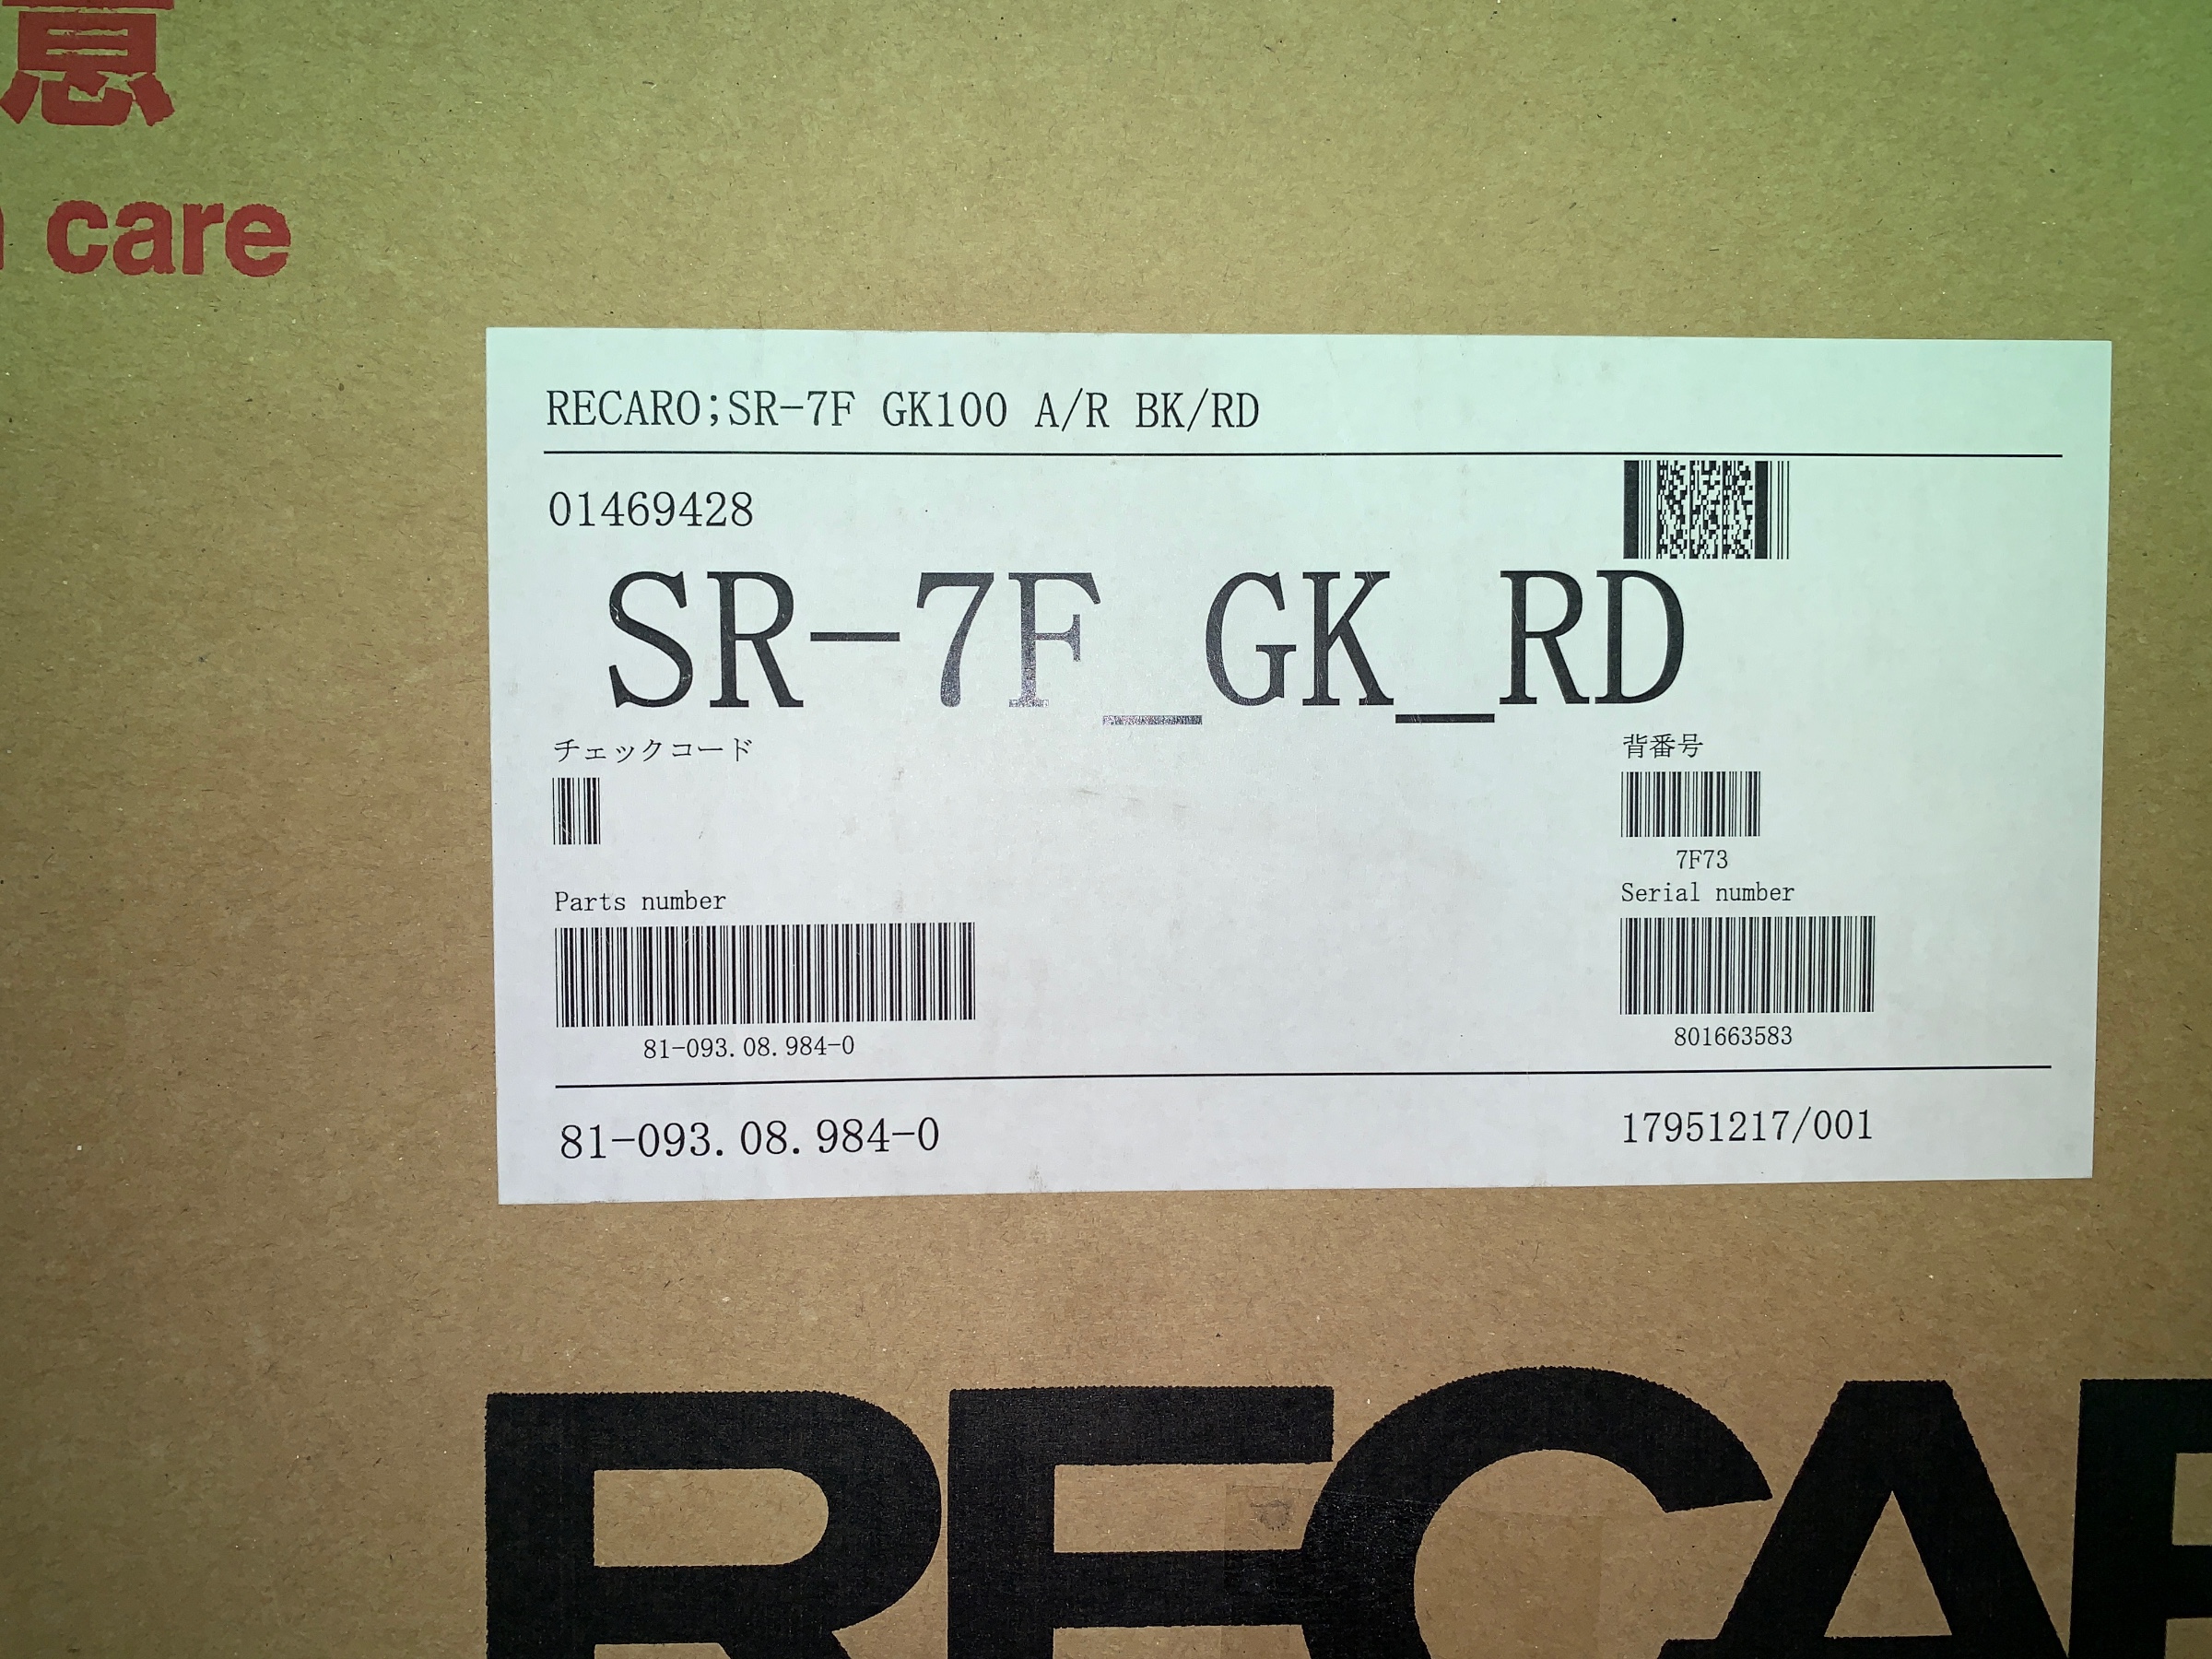 意
care
RECARO;SR-7F GK100 A/R BK/RD
01469428
SR-7F_GK_RD
チェックコード
背番号
7F73
Parts number
Serial number
81-093.08.984-0
801663583
81-093.08.984-0
17951217/001
RECAR